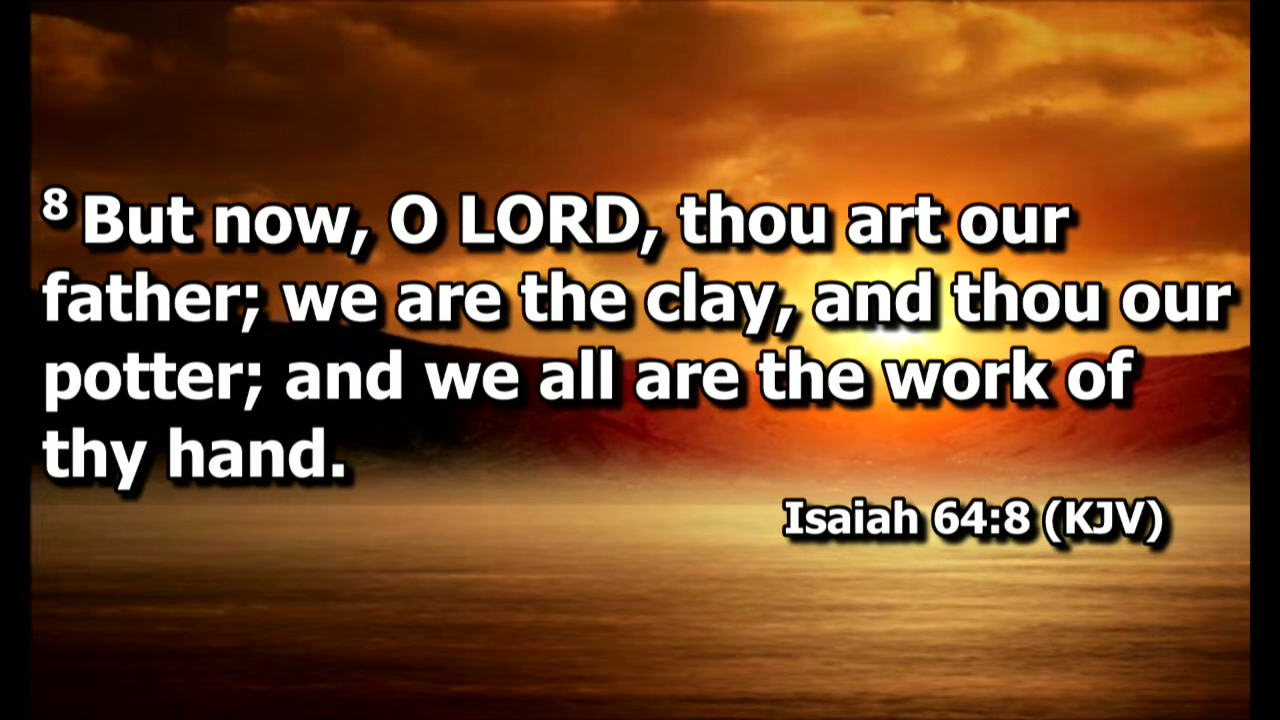 8 But now, O LORD, thou art our
father; we are the clay, and thou our
potter; and we all are the work of
thy hand.
Isaiah 64:8 (KJV)